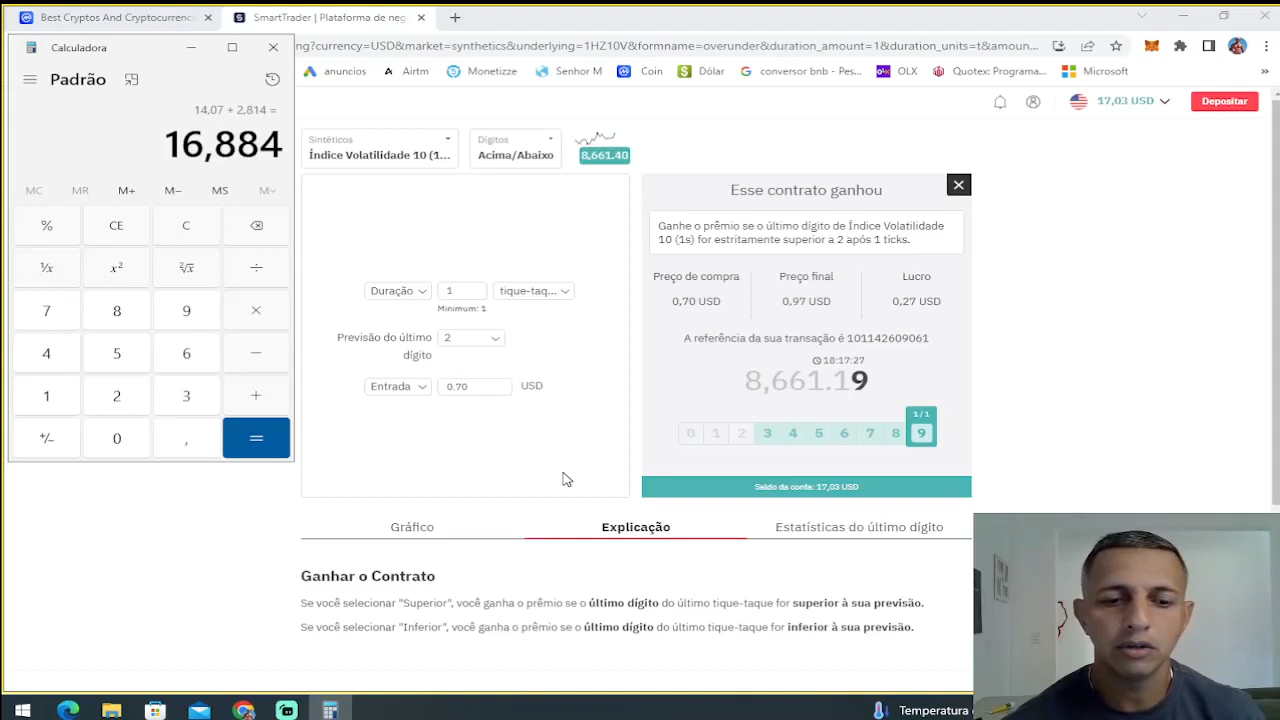 Best Cryptos And Cryptocurrenci
SmartTrader | Plataforma de neg
ng?currency=USD&market=synthetics&underlying=1HZ10V&formname=overunder&duration_amount=1&duration_units=t&amoun...
anuncios
Airtm
Monetizze
Senhor M
Coin
Dólar
conversor bnb - Pes...
OLX
Quotex: Programa...
Microsoft
»
Calculadora
Padrão
14,07 + 2,814 =
16,884
MC MR M+ M− MS M˅
% CE C
¹/x x² ²√x ÷
7 8 9 ×
4 5 6 −
1 2 3 +
+/− 0 , =
17,03 USD
Depositar
Sintéticos
Índice Volatilidade 10 (1...
Dígitos
Acima/Abaixo
8,661.40
Duração 1 tique-taq...
Minimum: 1
Previsão do último
dígito
2
Entrada 0.70 USD
Esse contrato ganhou
Ganhe o prêmio se o último dígito de Índice Volatilidade
10 (1s) for estritamente superior a 2 após 1 ticks.
Preço de compra Preço final Lucro
0,70 USD 0,97 USD 0,27 USD
A referência da sua transação é 101142609061
18:17:27
8,661.19
1/1
0 1 2 3 4 5 6 7 8 9
Saldo da conta: 17,03 USD
Gráfico Explicação Estatísticas do último dígito
Ganhar o Contrato
Se você selecionar "Superior", você ganha o prêmio se o último dígito do último tique-taque for superior à sua previsão.
Se você selecionar "Inferior", você ganha o prêmio se o último dígito do último tique-taque for inferior à sua previsão.
Temperatura